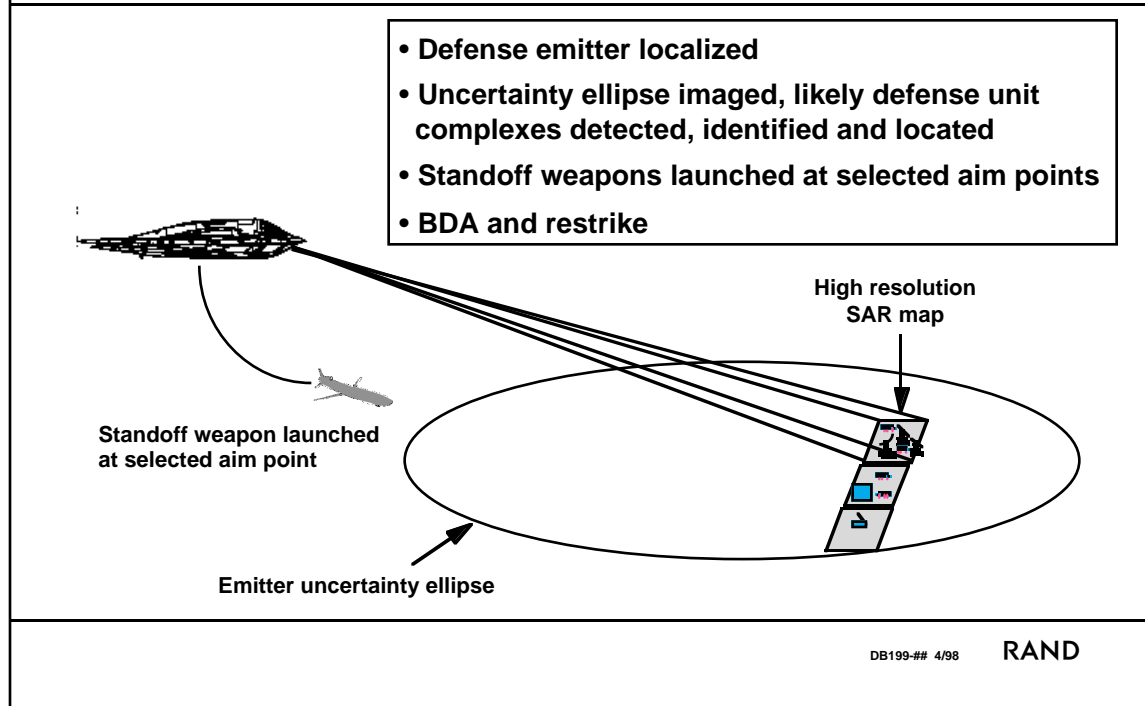 • Defense emitter localized
• Uncertainty ellipse imaged, likely defense unit
complexes detected, identified and located
• Standoff weapons launched at selected aim points
• BDA and restrike
High resolution
SAR map
Standoff weapon launched
at selected aim point
Emitter uncertainty ellipse
DB199-## 4/98 RAND